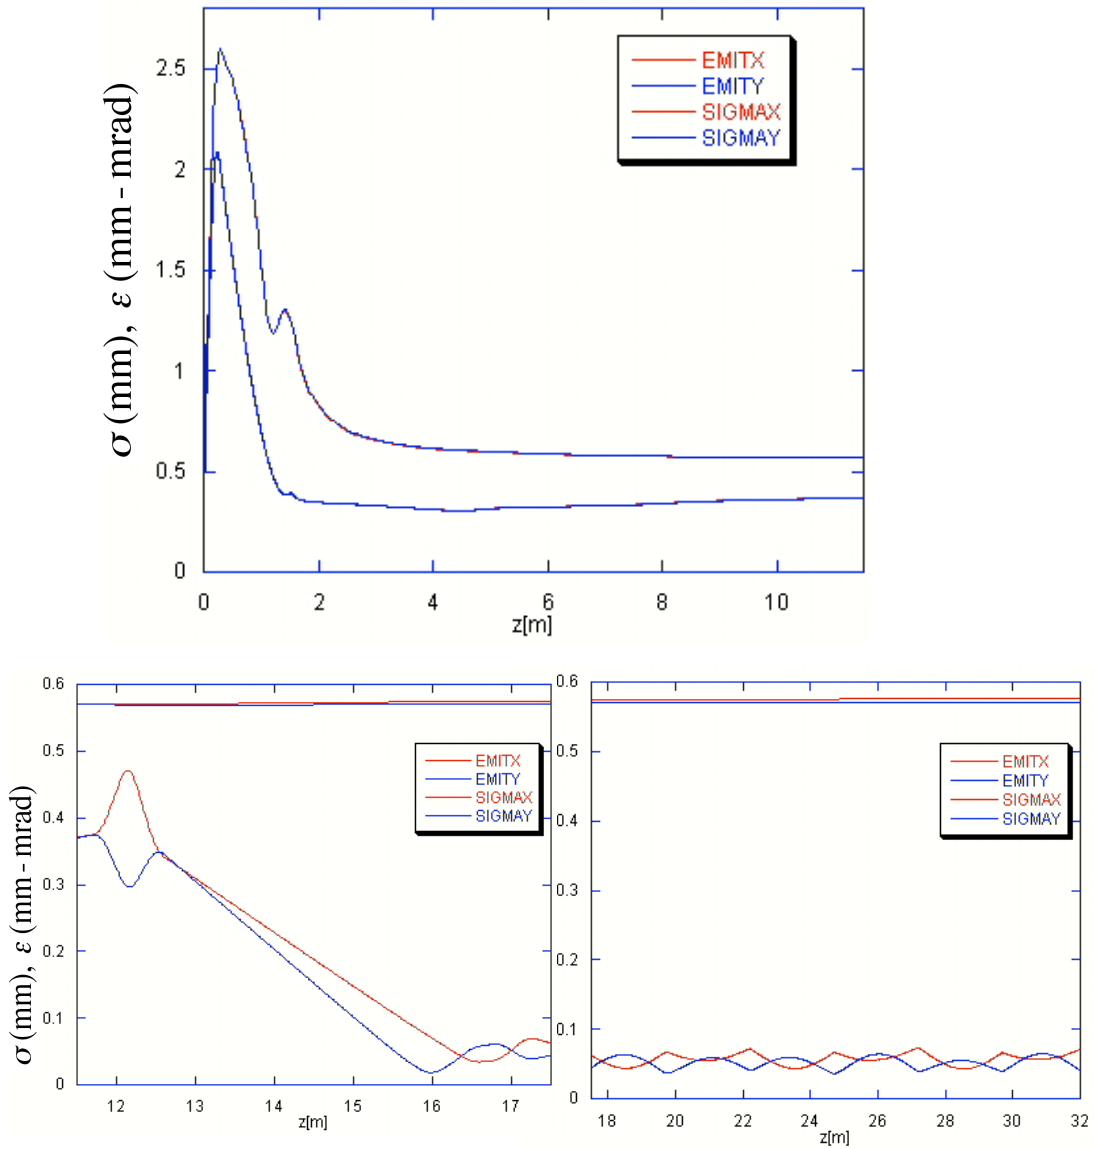 σ (mm), ε (mm - mrad)
2.5
2
1.5
1
0.5
0
0 2 4 6 8 10
z[m]
EMITX
EMITY
SIGMAX
SIGMAY
σ (mm), ε (mm - mrad)
0.6
0.5
0.4
0.3
0.2
0.1
0
12 13 14 15 16 17
z[m]
EMITX
EMITY
SIGMAX
SIGMAY
0.6
0.5
0.4
0.3
0.2
0.1
0
18 20 22 24 26 28 30 32
z[m]
EMITX
EMITY
SIGMAX
SIGMAY